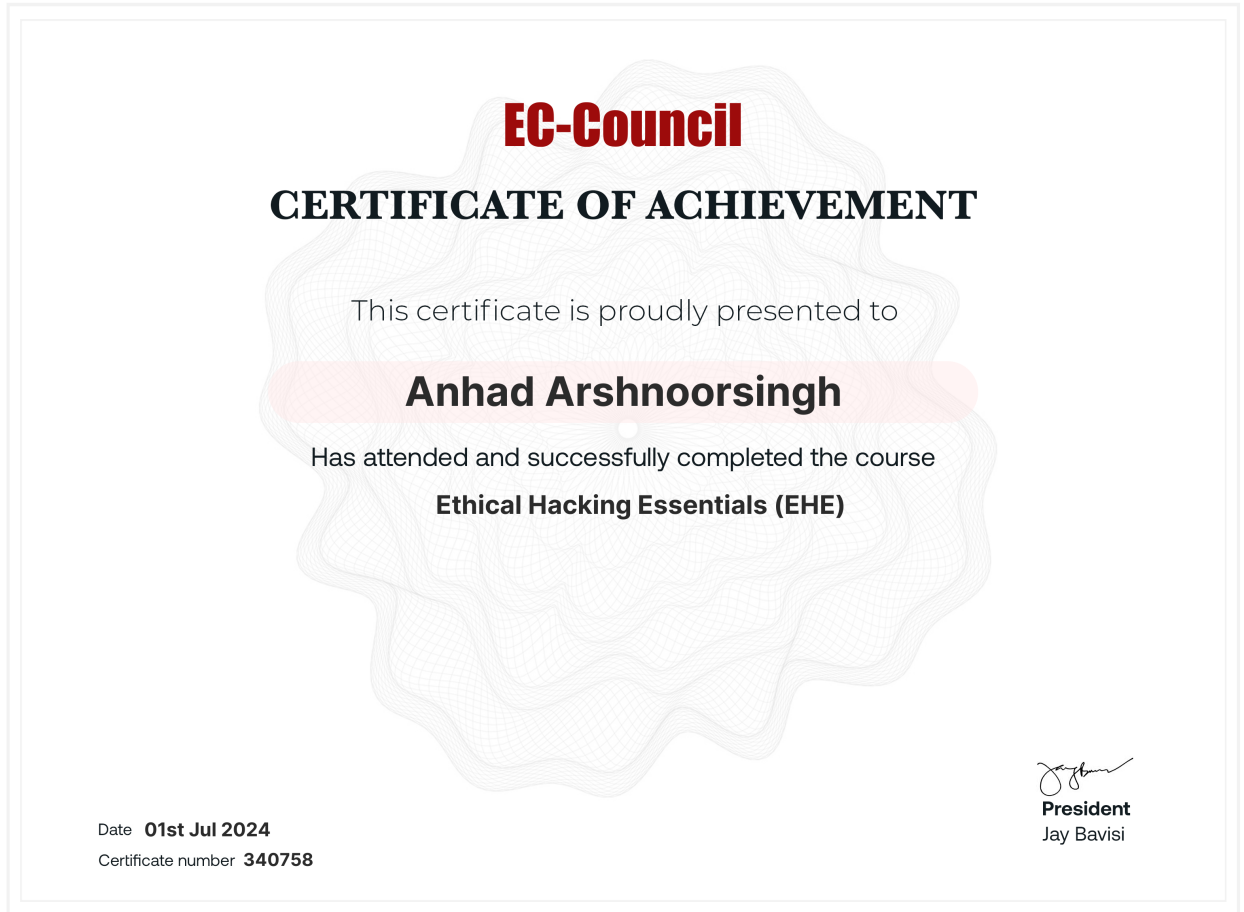 EC-Council
CERTIFICATE OF ACHIEVEMENT
This certificate is proudly presented to
Anhad Arshnoorsingh
Has attended and successfully completed the course
Ethical Hacking Essentials (EHE)
Date 01st Jul 2024
Certificate number 340758
President
Jay Bavisi